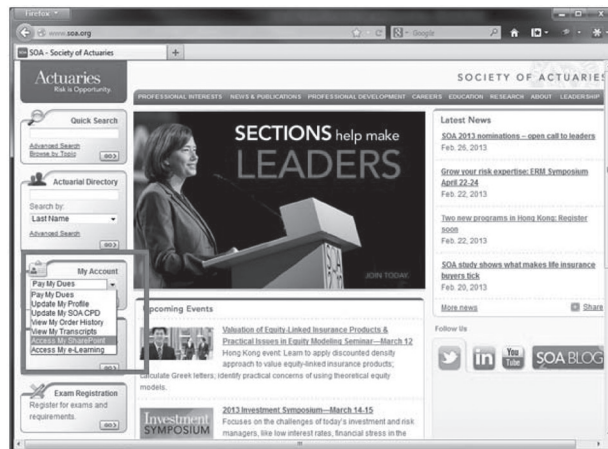 Firefox
www.soa.org
Google
SOA - Society of Actuaries
Actuaries
Risk is Opportunity.
SOCIETY OF ACTUARIES
PROFESSIONAL INTERESTS NEWS & PUBLICATIONS PROFESSIONAL DEVELOPMENT CAREERS EDUCATION RESEARCH ABOUT LEADERSHIP
Quick Search
Advanced Search
Browse by Topic
GO
Actuarial Directory
Search by:
Last Name
Advanced Search
GO
My Account
Pay My Dues
Pay My Dues
Update My Profile
Update My SOA CPD
View My Order History
View My Transcripts
Access My SharePoint
Access My e-Learning
GO
Exam Registration
Register for exams and
requirements.
GO
SECTIONS help make
LEADERS
JOIN TODAY.
Upcoming Events
Valuation of Equity-Linked Insurance Products &
Practical Issues in Equity Modeling Seminar—March 12
Hong Kong event: Learn to apply discounted density
approach to value equity-linked insurance products;
calculate Greek letters; identify practical concerns of using theoretical equity
models.
Investment
SYMPOSIUM
2013 Investment Symposium—March 14-15
Focuses on the challenges of today's investment and risk
managers, like low interest rates, financial stress in the
Latest News
SOA 2013 nominations – open call to leaders
Feb. 26, 2013
Grow your risk expertise: ERM Symposium
April 22-24
Feb. 22, 2013
Two new programs in Hong Kong: Register
soon
Feb. 22, 2013
SOA study shows what makes life insurance
buyers tick
Feb. 20, 2013
More news
Share
Follow Us
in
You
Tube
SOA BLOG